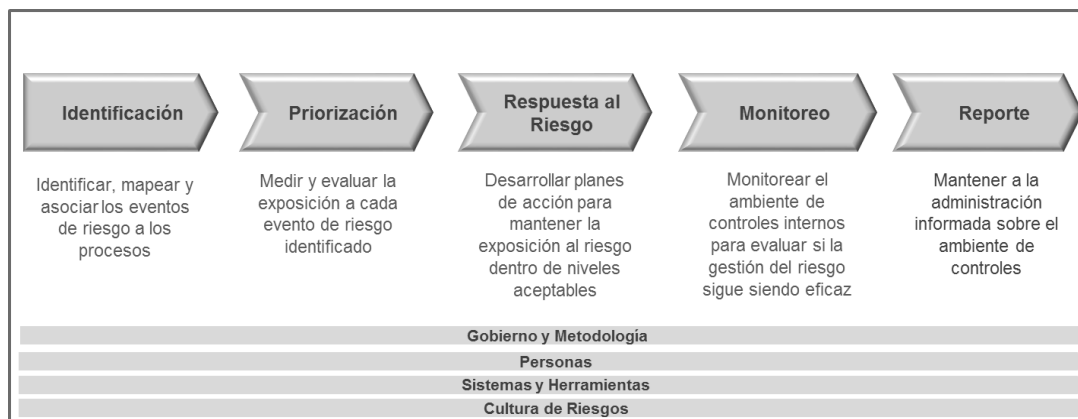 Identificación
Priorización
Respuesta al
Riesgo
Monitoreo
Reporte
Identificar, mapear y
asociar los eventos
de riesgo a los
procesos
Medir y evaluar la
exposición a cada
evento de riesgo
identificado
Desarrollar planes
de acción para
mantener la
exposición al riesgo
dentro de niveles
aceptables
Monitorear el
ambiente de
controles internos
para evaluar si la
gestión del riesgo
sigue siendo eficaz
Mantener a la
administración
informada sobre el
ambiente de
controles
Gobierno y Metodología
Personas
Sistemas y Herramientas
Cultura de Riesgos